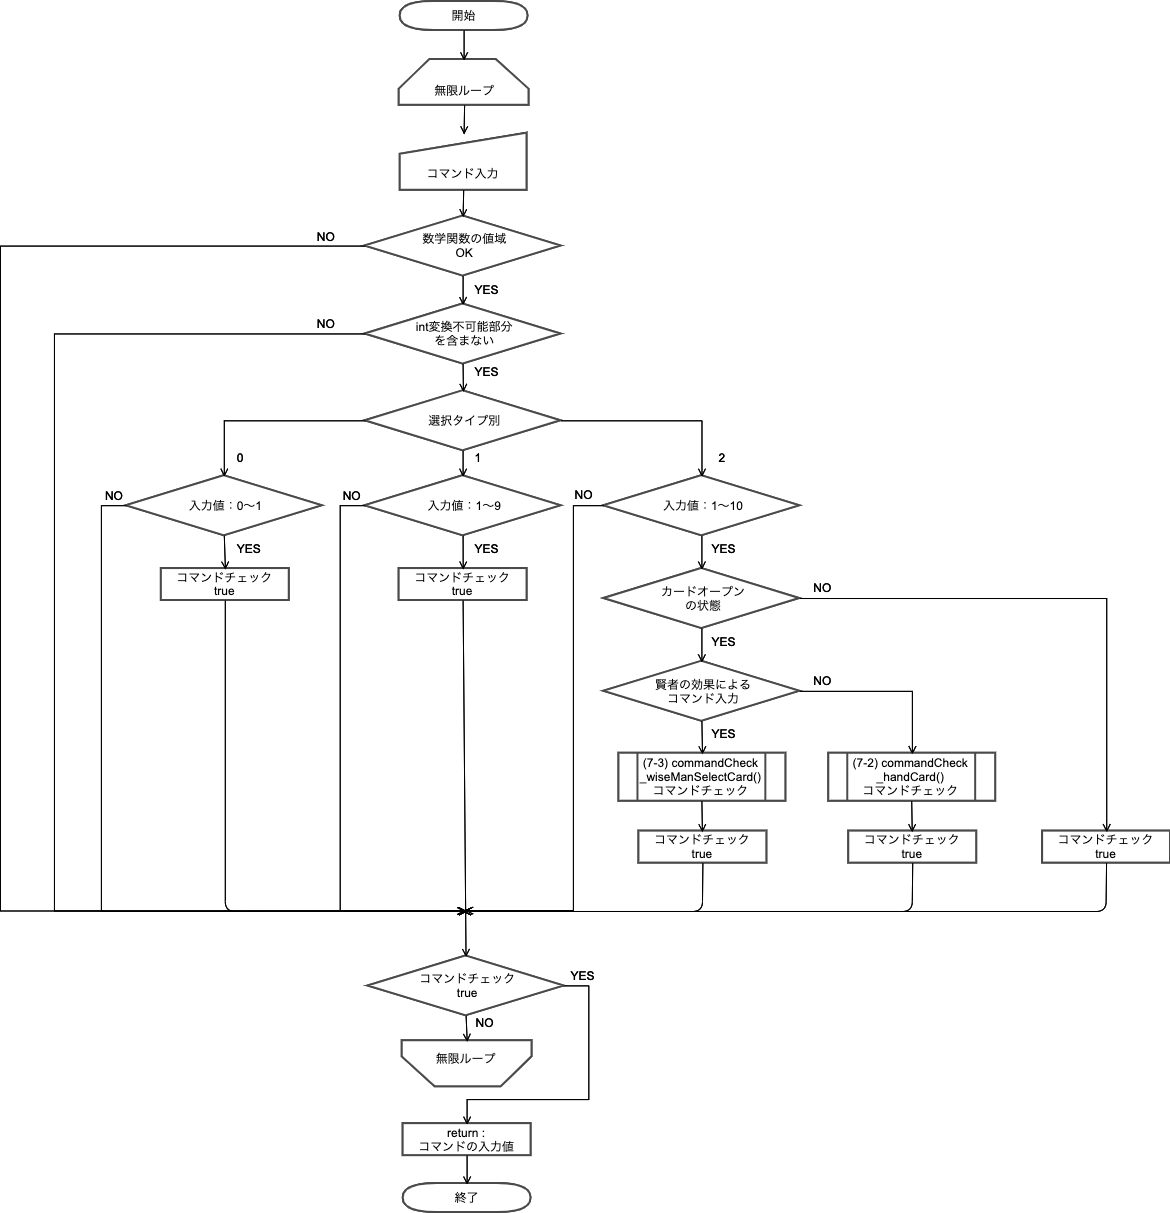 開始
無限ループ
コマンド入力
数学関数の値域
OK
NO
YES
int変換不可能部分
を含まない
NO
YES
選択タイプ別
0
1
2
入力値：0〜1
NO
YES
入力値：1〜9
NO
YES
入力値：1〜10
NO
YES
コマンドチェック
true
コマンドチェック
true
カードオープン
の状態
NO
YES
賢者の効果による
コマンド入力
NO
YES
(7-3) commandCheck
_wiseManSelectCard()
コマンドチェック
(7-2) commandCheck
_handCard()
コマンドチェック
コマンドチェック
true
コマンドチェック
true
コマンドチェック
true
コマンドチェック
true
YES
NO
無限ループ
return :
コマンドの入力値
終了